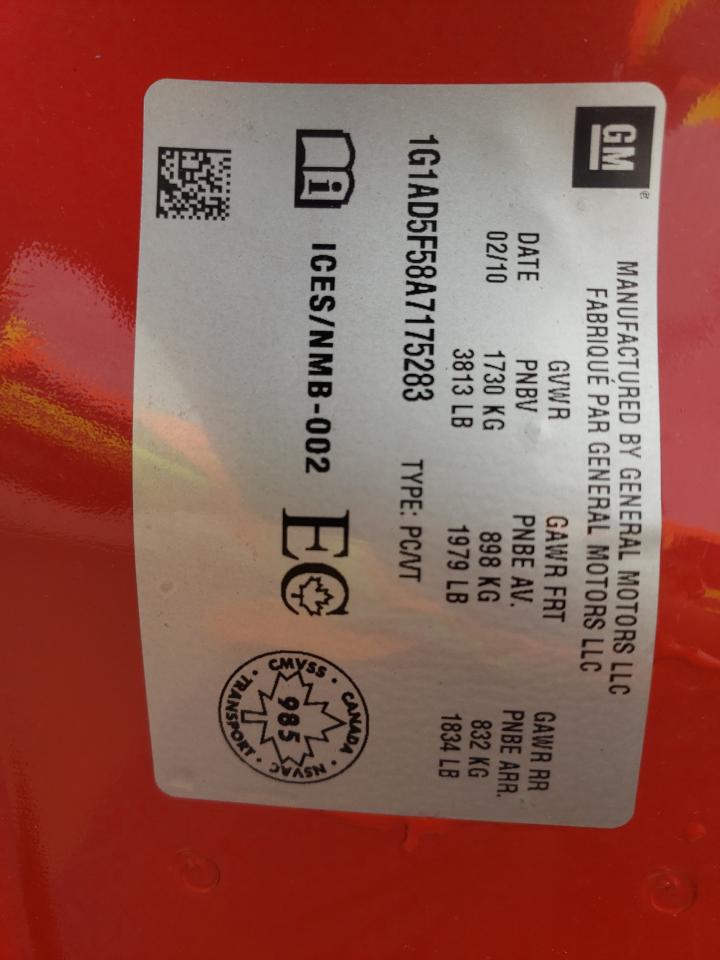 GM
®
MANUFACTURED BY GENERAL MOTORS LLC
FABRIQUÉ PAR GENERAL MOTORS LLC
DATE GVWR GAWR FRT GAWR RR
PNBV PNBE AV. PNBE ARR.
02/10 1730 KG 898 KG 832 KG
3813 LB 1979 LB 1834 LB
1G1AD5F58A7175283 TYPE: PC/VT
i ICES/NMB-002 EC
CMVSS · CANADA · NSVAC · TRANSPORT ·
985